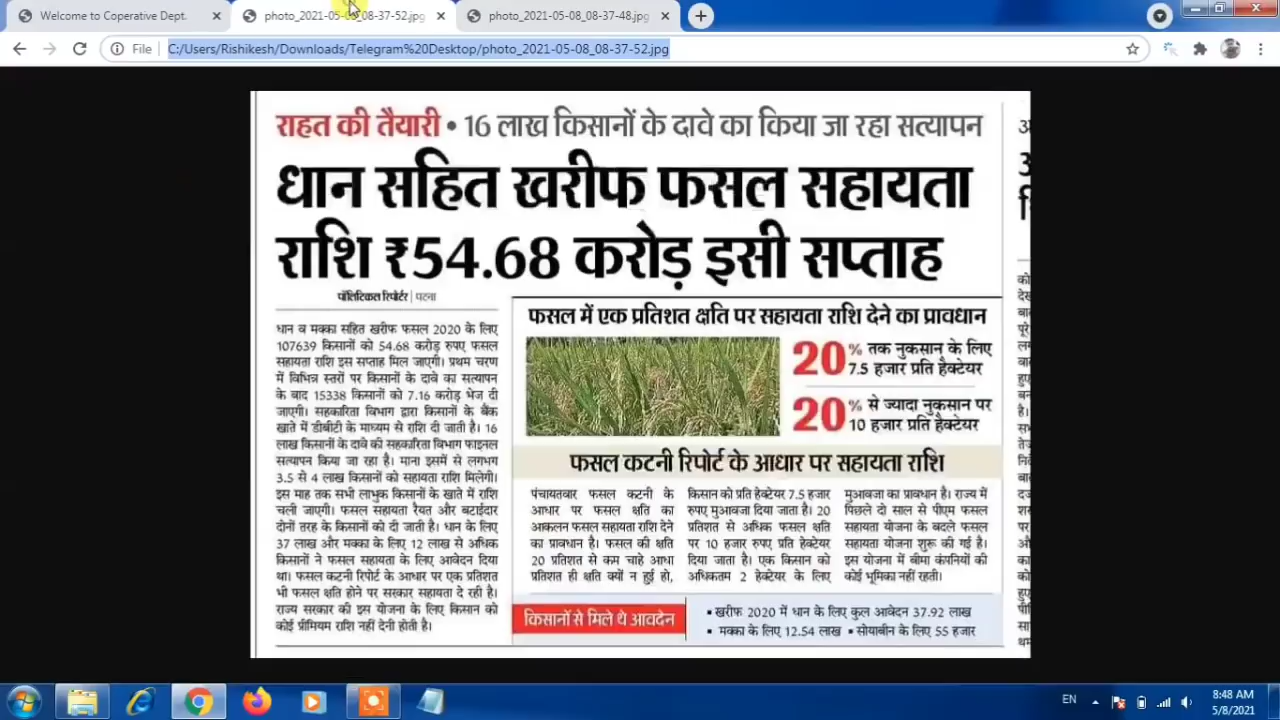 Welcome to Coperative Dept.
photo_2021-05-08_08-37-52.jpg
photo_2021-05-08_08-37-48.jpg
File
C:/Users/Rishikesh/Downloads/Telegram%20Desktop/photo_2021-05-08_08-37-52.jpg
राहत की तैयारी • 16 लाख किसानों के दावे का किया जा रहा सत्यापन
धान सहित खरीफ फसल सहायता
राशि ₹54.68 करोड़ इसी सप्ताह
पॉलिटिकल रिपोर्टर | पटना
धान व मक्का सहित खरीफ फसल 2020 के लिए
107639 किसानों को 54.68 करोड़ रुपए फसल
सहायता राशि इस सप्ताह मिल जाएगी। प्रथम चरण
में विभिन्न स्तरों पर किसानों के दावे का सत्यापन
के बाद 15338 किसानों को 7.16 करोड़ भेज दी
जाएगी। सहकारिता विभाग द्वारा किसानों के बैंक
खाते में डीबीटी के माध्यम से राशि दी जाती है। 16
लाख किसानों के दावे की सहकारिता विभाग फाइनल
सत्यापन किया जा रहा है। माना इसमें से लगभग
3.5 से 4 लाख किसानों को सहायता राशि मिलेगी।
इस माह तक सभी लाभुक किसानों के खाते में राशि
चली जाएगी। फसल सहायता रैयत और बटाईदार
दोनों तरह के किसानों को दी जाती है। धान के लिए
37 लाख और मक्का के लिए 12 लाख से अधिक
किसानों ने फसल सहायता के लिए आवेदन दिया
था। फसल कटनी रिपोर्ट के आधार पर एक प्रतिशत
भी फसल क्षति होने पर सरकार सहायता दे रही है।
राज्य सरकार की इस योजना के लिए किसान को
कोई प्रीमियम राशि नहीं देनी होती है।
फसल में एक प्रतिशत क्षति पर सहायता राशि देने का प्रावधान
20% तक नुकसान के लिए
7.5 हजार प्रति हैक्टेयर
20% से ज्यादा नुकसान पर
10 हजार प्रति हैक्टेयर
फसल कटनी रिपोर्ट के आधार पर सहायता राशि
पंचायतवार फसल कटनी के
आधार पर फसल क्षति का
आकलन फसल सहायता राशि देने
का प्रावधान है। फसल की क्षति
20 प्रतिशत से कम चाहे आधा
प्रतिशत ही क्षति क्यों न हुई हो,
किसान को प्रति हेक्टेयर 7.5 हजार
रुपए मुआवजा दिया जाता है। 20
प्रतिशत से अधिक फसल क्षति
पर 10 हजार रुपए प्रति हेक्टेयर
दिया जाता है। एक किसान को
अधिकतम 2 हेक्टेयर के लिए
मुआवजा का प्रावधान है। राज्य में
पिछले दो साल से पीएम फसल
सहायता योजना के बदले फसल
सहायता योजना शुरू की गई है।
इस योजना में बीमा कंपनियों की
कोई भूमिका नहीं रहती।
किसानों से मिले थे आवदेन
▪ खरीफ 2020 में धान के लिए कुल आवेदन 37.92 लाख
▪ मक्का के लिए 12.54 लाख ▪ सोयाबीन के लिए 55 हजार
EN
8:48 AM
5/8/2021